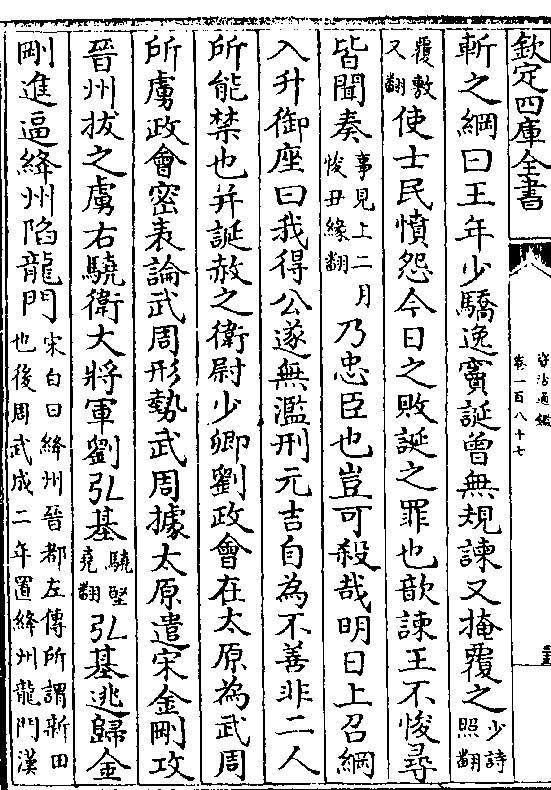 欽定四庫全書
資治通鑑
卷一百八十七
斬之綱曰王年少驕逸竇誕曾無規諫又掩覆之少詩照翻
覆敷又翻使士民憤怨今日之敗誕之罪也歆諫王不悛尋
皆聞奏事見上二月悛丑緣翻乃忠臣也豈可殺哉明日上召綱
入升御座曰我得公遂無濫刑元吉自為不善非二人
所能禁也并誕赦之衛尉少卿劉政會在太原為武周
所虜政會密表論武周形勢武周據太原遣宋金剛攻
晉州拔之虜右驍衛大將軍劉弘基驍堅堯翻弘基逃歸金
剛進逼絳州陷龍門宋白曰絳州晉都左傳所謂新田也後周武成二年置絳州龍門漢